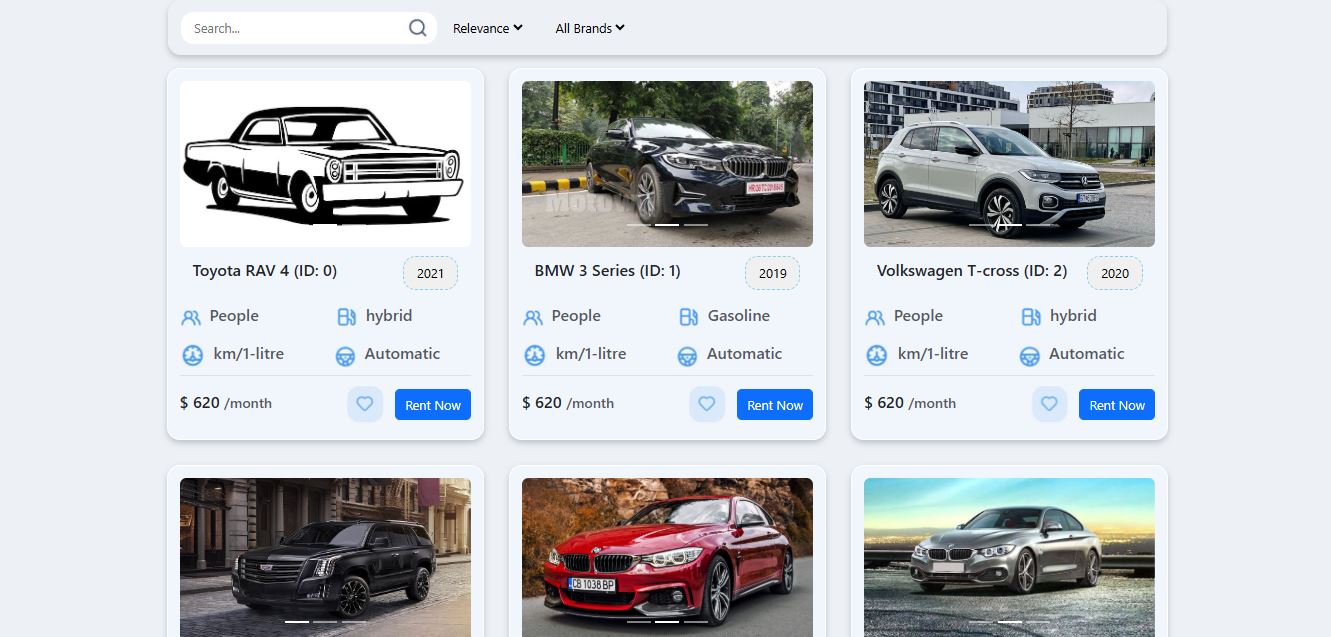 Search...
Relevance
All Brands
Toyota RAV 4 (ID: 0)
2021
People
hybrid
km/1-litre
Automatic
$ 620 /month
Rent Now
BMW 3 Series (ID: 1)
2019
People
Gasoline
km/1-litre
Automatic
$ 620 /month
Rent Now
Volkswagen T-cross (ID: 2)
2020
People
hybrid
km/1-litre
Automatic
$ 620 /month
Rent Now
CB 1038 BP